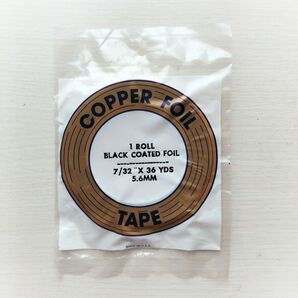 COPPER FOIL
1 ROLL
BLACK COATED FOIL
7/32" X 36 YDS
5.6MM
TAPE